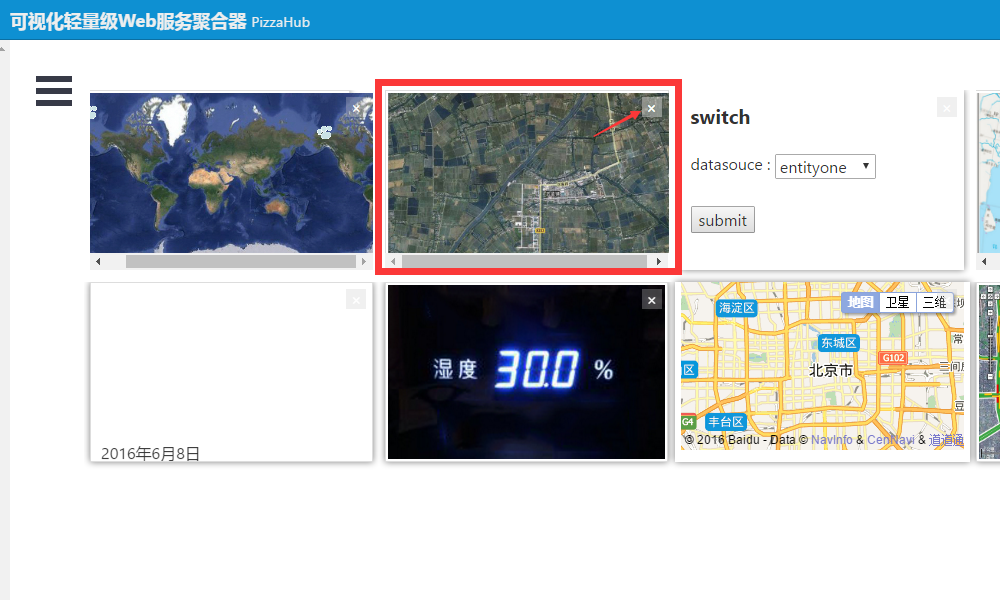 可视化轻量级Web服务聚合器 PizzaHub
switch
datasouce : entityone
submit
2016年6月8日
湿度 30.0 %
地图 卫星 三维
海淀区
东城区
G102
北京市
三间
区
G4
丰台区
© 2016 Baidu - Data © NavInfo & CenNavi & 道道通